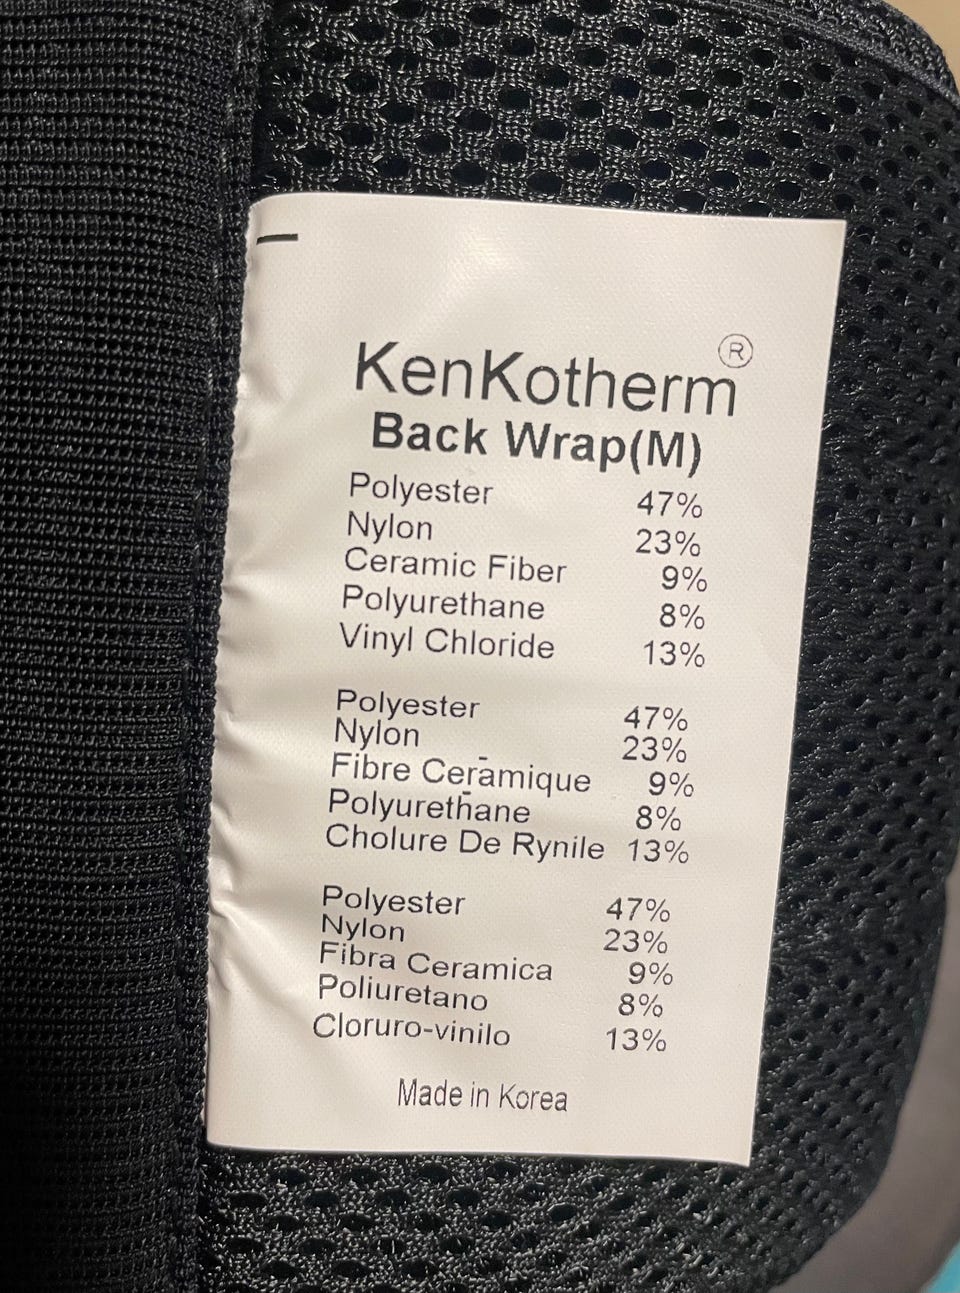 KenKotherm®
Back Wrap(M)
Polyester 47%
Nylon 23%
Ceramic Fiber 9%
Polyurethane 8%
Vinyl Chloride 13%
Polyester 47%
Nylon 23%
Fibre Ceramique 9%
Polyurethane 8%
Cholure De Rynile 13%
Polyester 47%
Nylon 23%
Fibra Ceramica 9%
Poliuretano 8%
Cloruro-vinilo 13%
Made in Korea